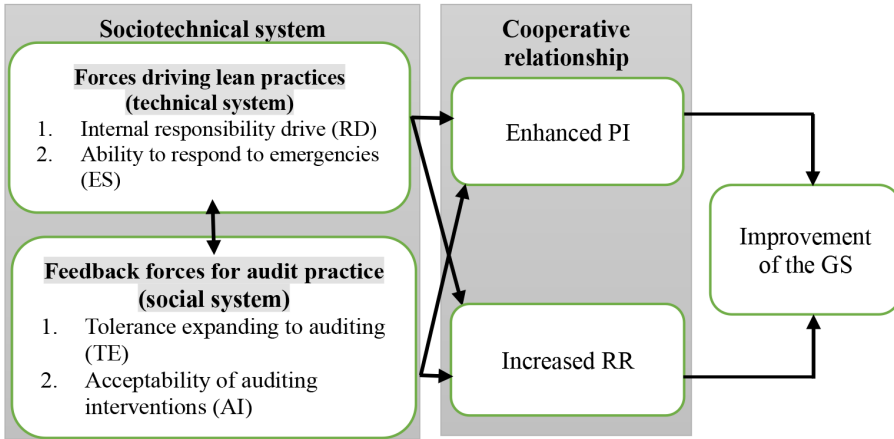 Sociotechnical system
Forces driving lean practices
(technical system)
1. Internal responsibility drive (RD)
2. Ability to respond to emergencies
(ES)
Feedback forces for audit practice
(social system)
1. Tolerance expanding to auditing
(TE)
2. Acceptability of auditing
interventions (AI)
Cooperative
relationship
Enhanced PI
Increased RR
Improvement
of the GS